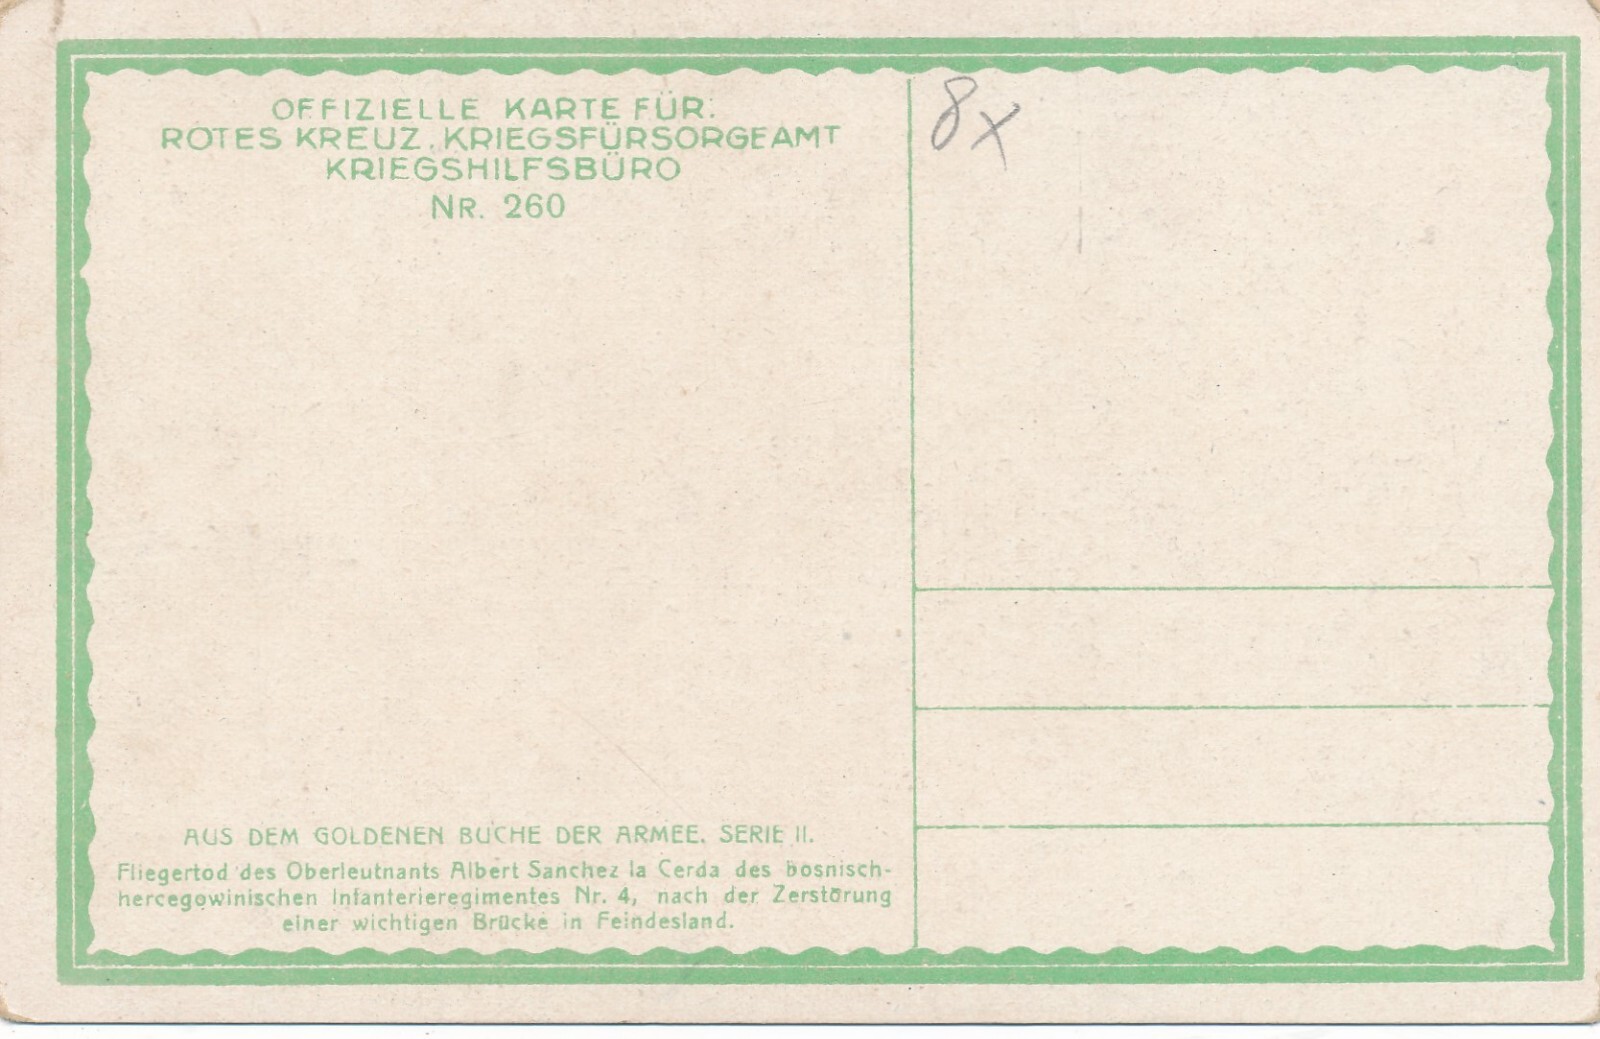 OFFIZIELLE KARTE FÜR:
ROTES KREUZ. KRIEGSFÜRSORGEAMT
KRIEGSHILFSBÜRO
NR. 260
8x
AUS DEM GOLDENEN BUCHE DER ARMEE. SERIE II.
Fliegertod des Oberleutnants Albert Sanchez la Cerda des bosnisch-
hercegowinischen Infanterieregimentes Nr. 4, nach der Zerstörung
einer wichtigen Brücke in Feindesland.